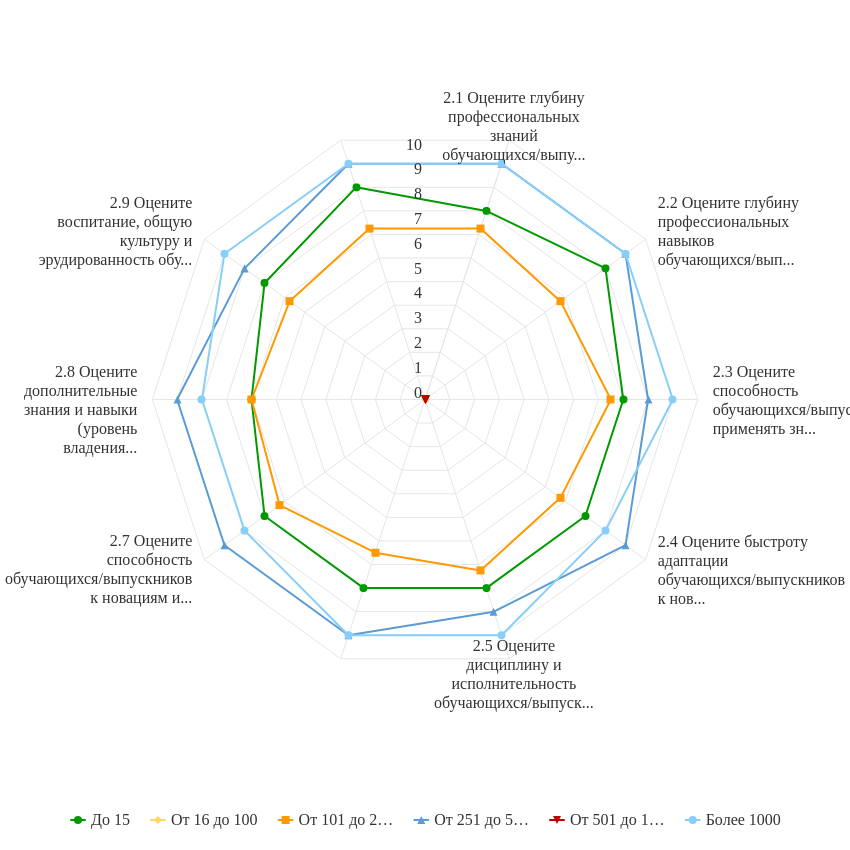 2.1 Оцените глубину
профессиональных
знаний
обучающихся/выпу...
10
9
8
7
6
5
4
3
2
1
0
2.2 Оцените глубину
профессиональных
навыков
обучающихся/вып...
2.3 Оцените
способность
обучающихся/выпус
применять зн...
2.4 Оцените быстроту
адаптации
обучающихся/выпускников
к нов...
2.5 Оцените
дисциплину и
исполнительность
обучающихся/выпуск...
2.7 Оцените
способность
обучающихся/выпускников
к новациям и...
2.8 Оцените
дополнительные
знания и навыки
(уровень
владения...
2.9 Оцените
воспитание, общую
культуру и
эрудированность обу...
До 15
От 16 до 100
От 101 до 2…
От 251 до 5…
От 501 до 1…
Более 1000